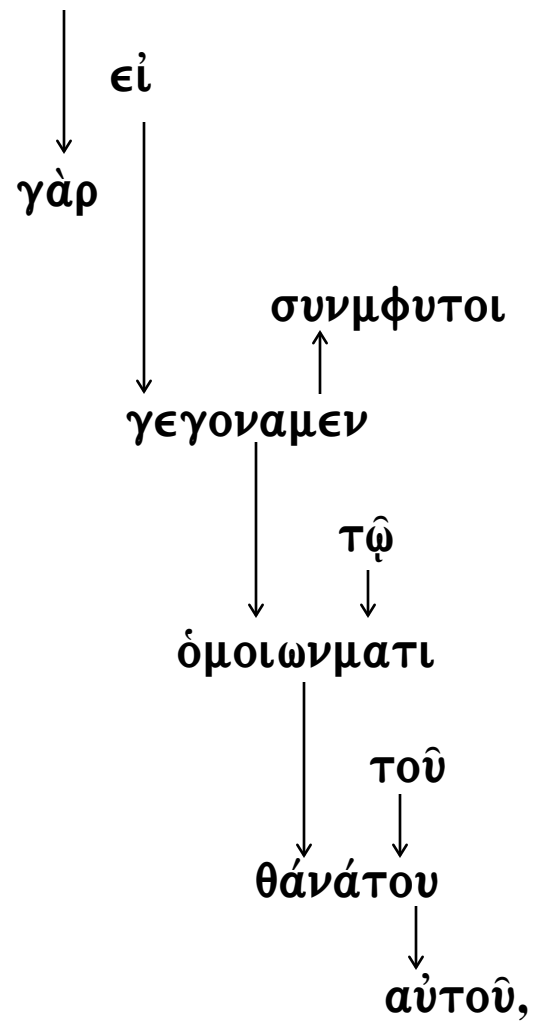 εἰ
γὰρ
συνμφυτοι
γεγοναμεν
τῷ
ὁμοιωνματι
τοῦ
θάνάτου
αὐτοῦ,